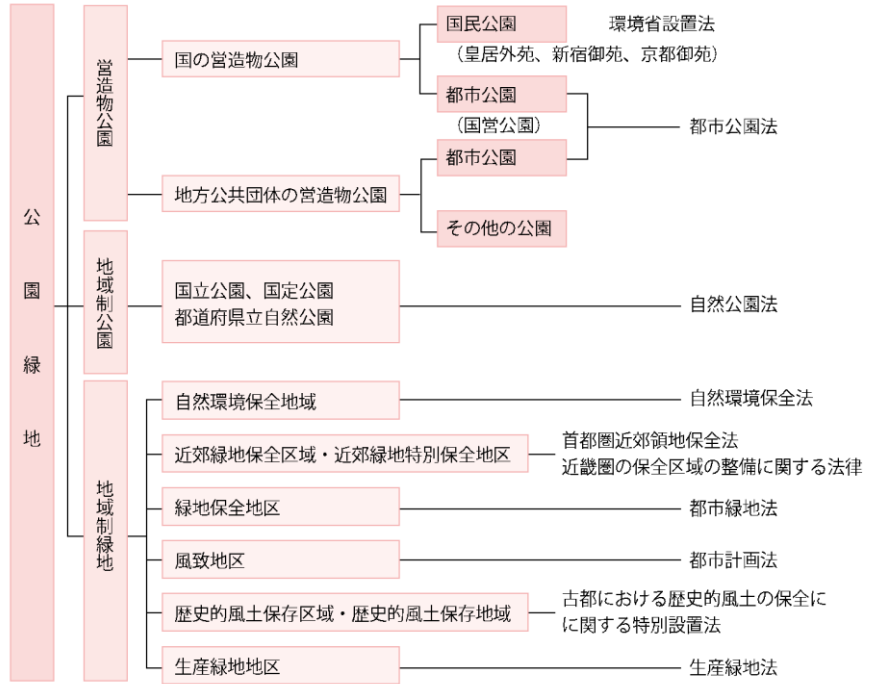 公園緑地
営造物公園
国の営造物公園
国民公園
環境省設置法
(皇居外苑、新宿御苑、京都御苑)
都市公園
(国営公園)
都市公園法
地方公共団体の営造物公園
都市公園
その他の公園
地域制公園
国立公園、国定公園
都道府県立自然公園
自然公園法
地域制緑地
自然環境保全地域
自然環境保全法
近郊緑地保全区域・近郊緑地特別保全地区
首都圏近郊領地保全法
近畿圏の保全区域の整備に関する法律
緑地保全地区
都市緑地法
風致地区
都市計画法
歴史的風土保存区域・歴史的風土保存地域
古都における歴史的風土の保全に
に関する特別設置法
生産緑地地区
生産緑地法